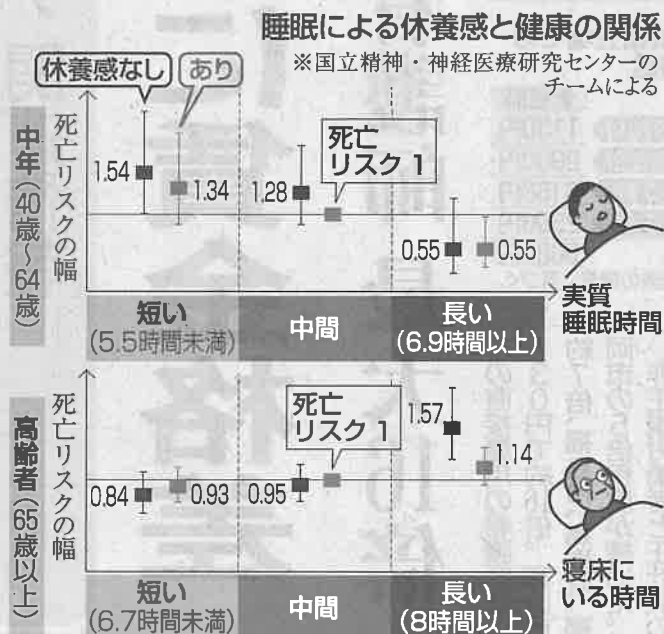 睡眠による休養感と健康の関係
※国立精神・神経医療研究センターの
チームによる
休養感なし
あり
中年(40歳〜64歳)
死亡リスクの幅
1.54
1.34
1.28
死亡
リスク 1
0.55
0.55
短い
(5.5時間未満)
中間
長い
(6.9時間以上)
実質
睡眠時間
高齢者(65歳以上)
死亡リスクの幅
0.84
0.93
0.95
死亡
リスク 1
1.57
1.14
短い
(6.7時間未満)
中間
長い
(8時間以上)
寝床に
いる時間